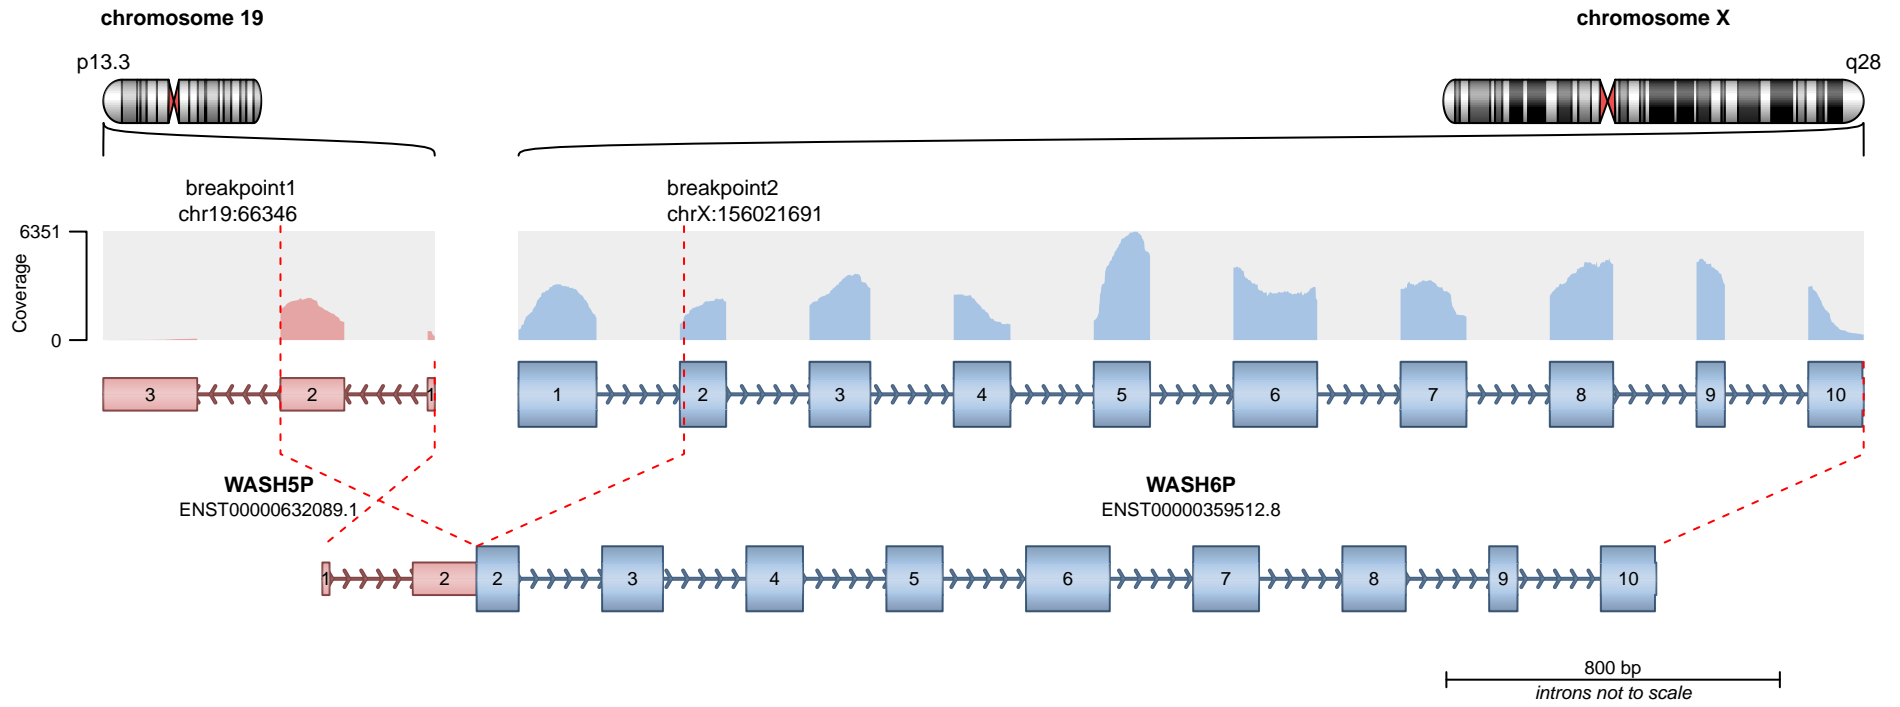 chromosome 19
chromosome X
p13.3
q28
breakpoint1
chr19:66346
breakpoint2
chrX:156021691
6351
0
Coverage
3
2
1
1
2
3
4
5
6
7
8
9
10
WASH5P
ENST00000632089.1
WASH6P
ENST00000359512.8
1
2
2
3
4
5
6
7
8
9
10
800 bp
introns not to scale